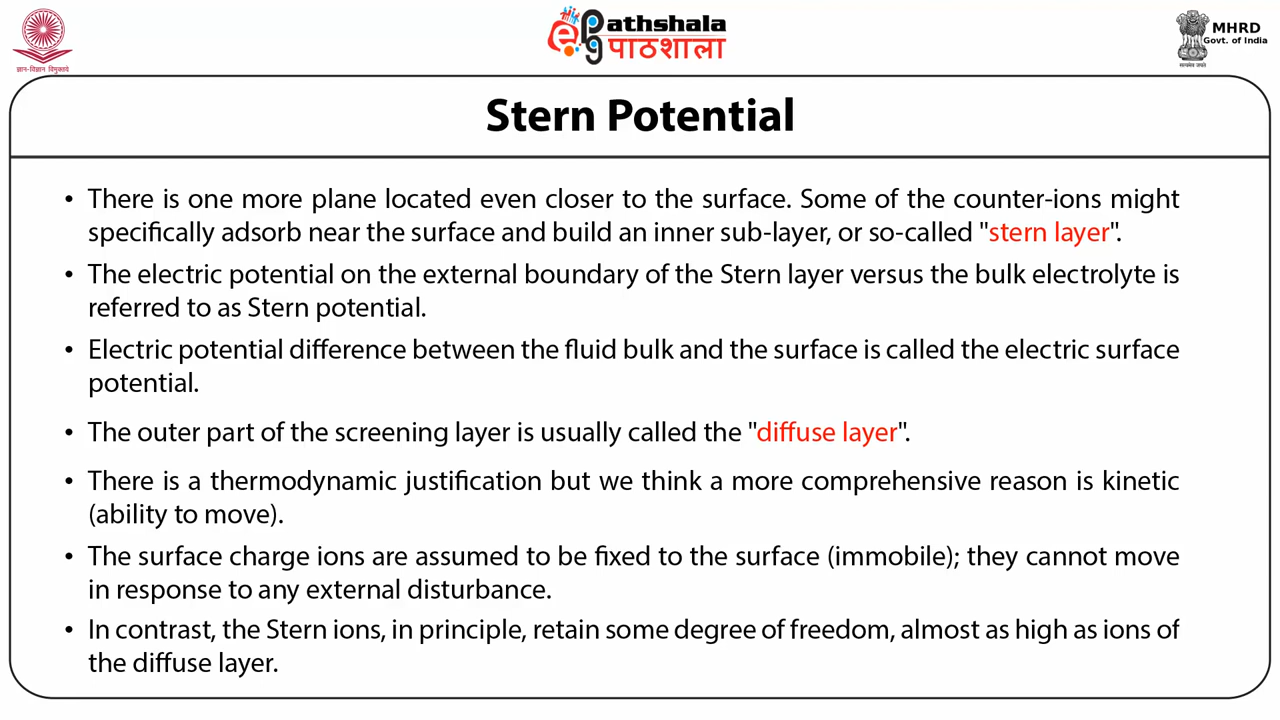 ज्ञान-विज्ञान विमुक्तये
ePathshala
पाठशाला
MHRD
Govt. of India
सत्यमेव जयते
Stern Potential
• There is one more plane located even closer to the surface. Some of the counter-ions might
specifically adsorb near the surface and build an inner sub-layer, or so-called "stern layer".
• The electric potential on the external boundary of the Stern layer versus the bulk electrolyte is
referred to as Stern potential.
• Electric potential difference between the fluid bulk and the surface is called the electric surface
potential.
• The outer part of the screening layer is usually called the "diffuse layer".
• There is a thermodynamic justification but we think a more comprehensive reason is kinetic
(ability to move).
• The surface charge ions are assumed to be fixed to the surface (immobile); they cannot move
in response to any external disturbance.
• In contrast, the Stern ions, in principle, retain some degree of freedom, almost as high as ions of
the diffuse layer.